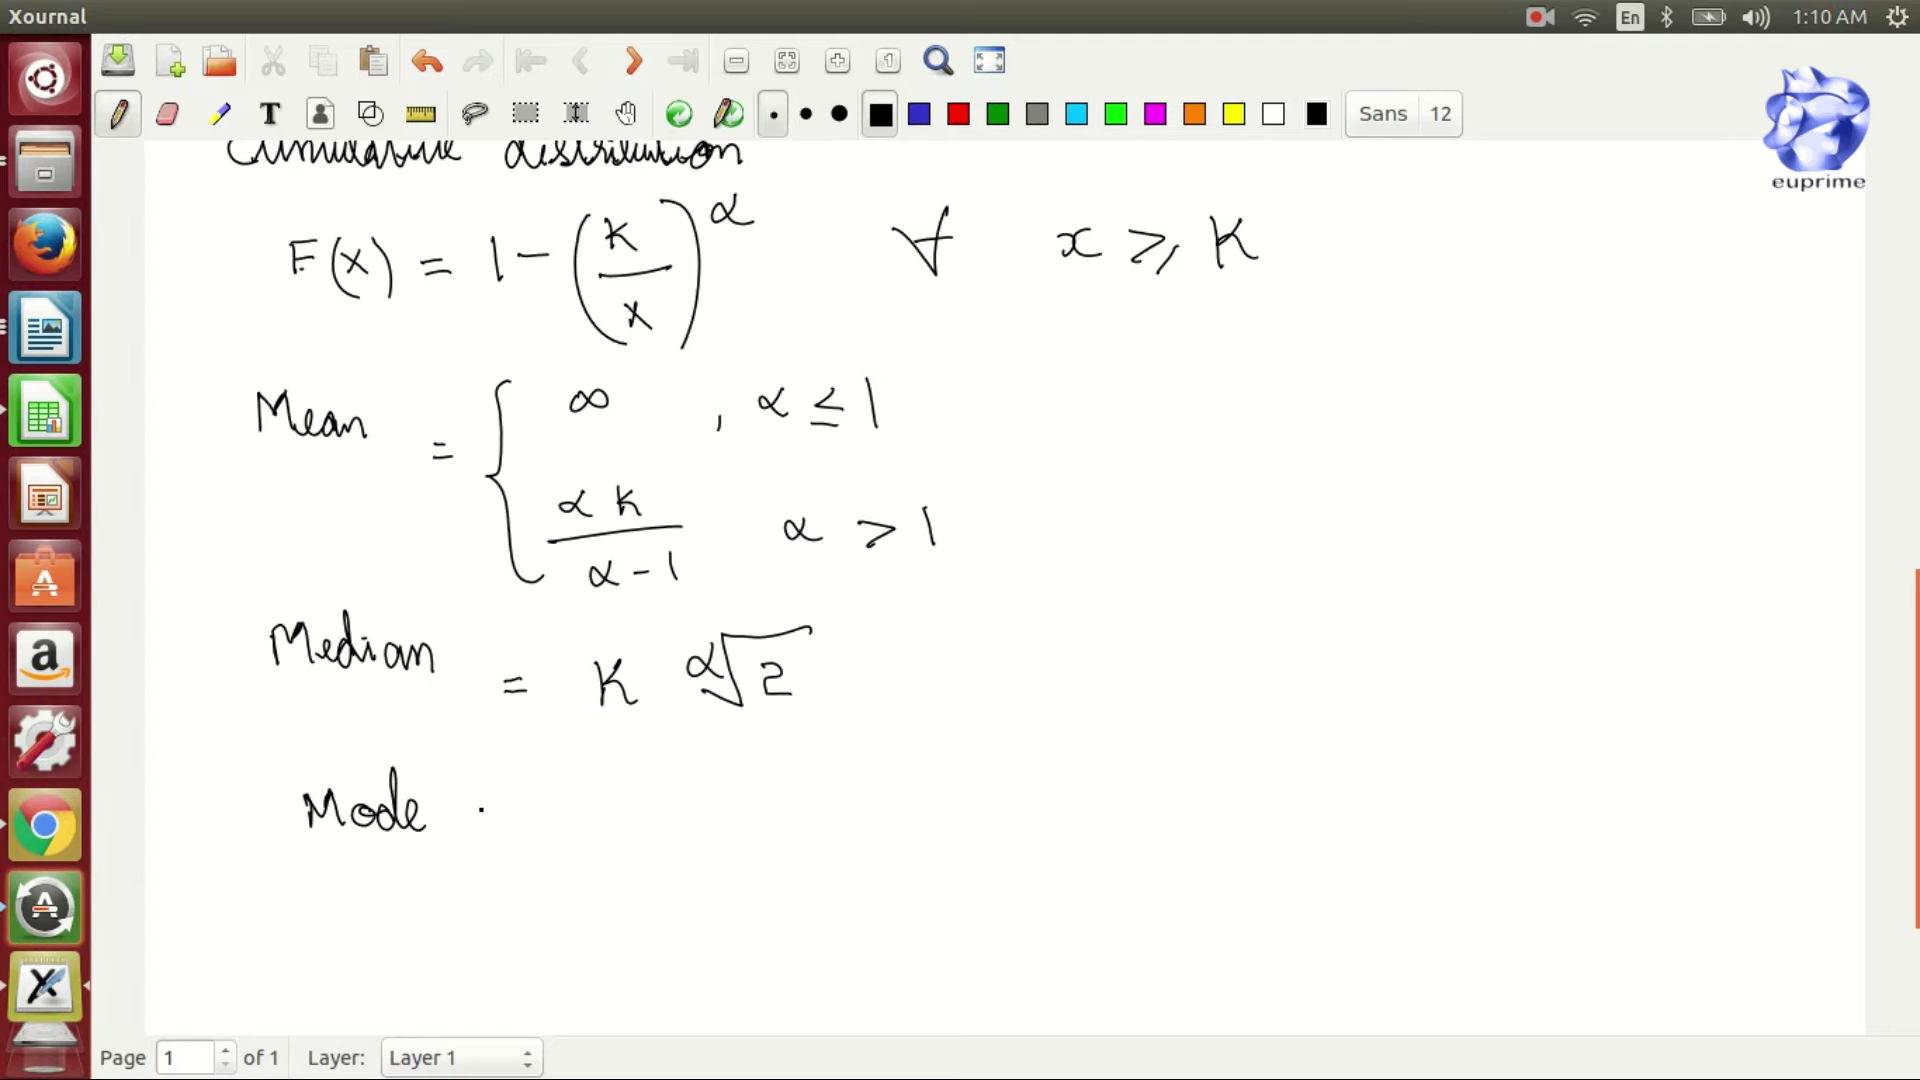 Xournal
En
1:10 AM
Sans 12
euprime
Cumulative distribution
F(x) = 1 - (k/x)^α ∀ x ≥ k
Mean = { ∞ , α ≤ 1
αk/(α-1) α > 1
Median = k α√2
Mode
Page 1 of 1 Layer: Layer 1